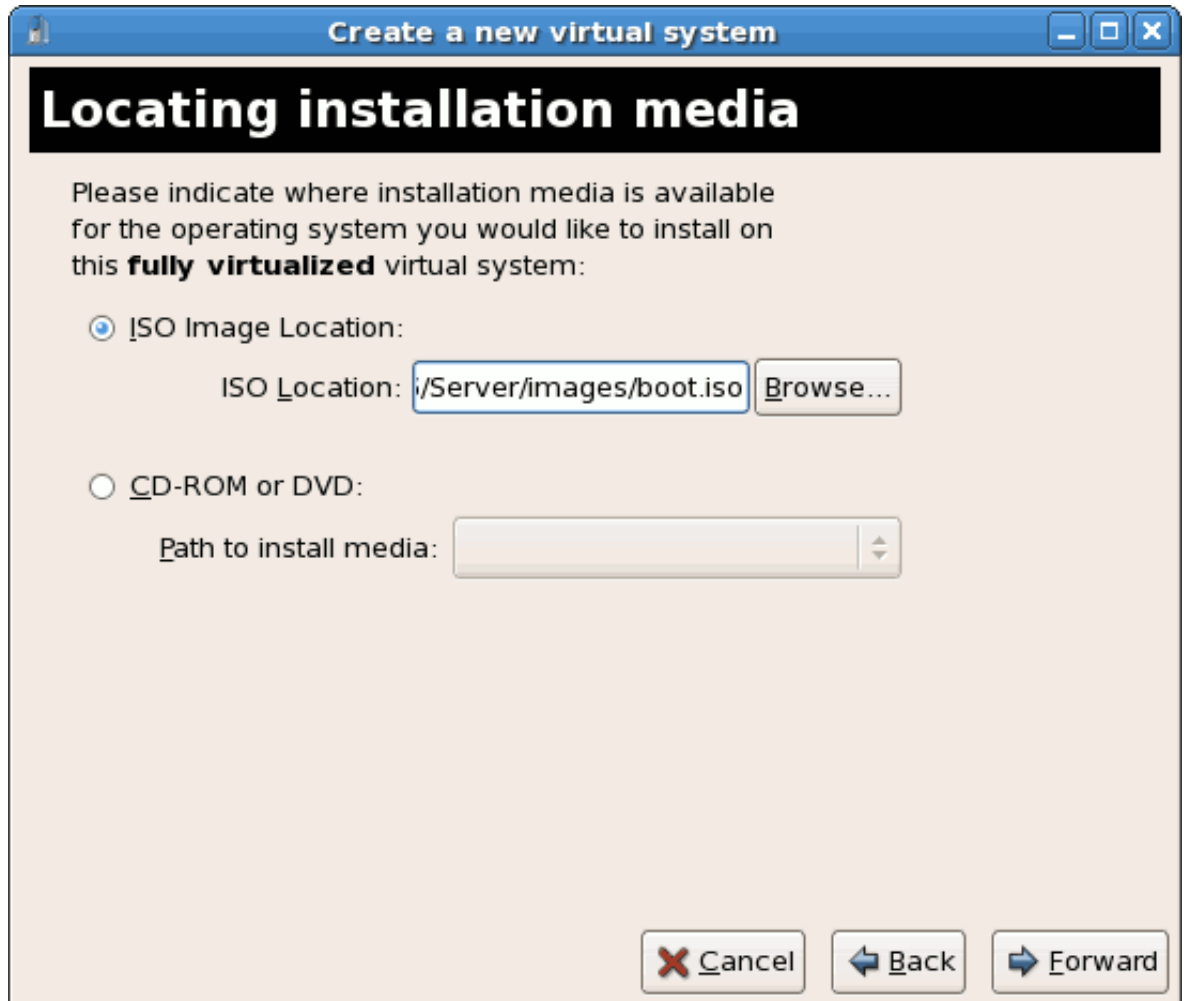 Create a new virtual system
Locating installation media
Please indicate where installation media is available
for the operating system you would like to install on
this fully virtualized virtual system:
ISO Image Location:
ISO Location: /Server/images/boot.iso Browse...
CD-ROM or DVD:
Path to install media:
Cancel Back Forward